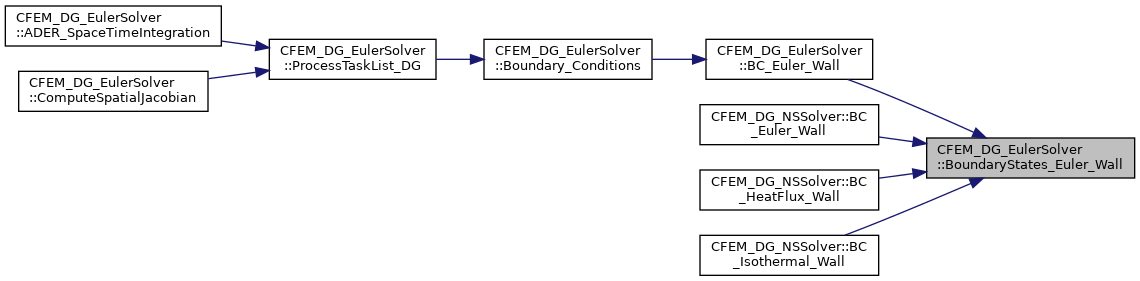 CFEM_DG_EulerSolver
::ADER_SpaceTimeIntegration
CFEM_DG_EulerSolver
::ComputeSpatialJacobian
CFEM_DG_EulerSolver
::ProcessTaskList_DG
CFEM_DG_EulerSolver
::Boundary_Conditions
CFEM_DG_EulerSolver
::BC_Euler_Wall
CFEM_DG_NSSolver::BC
_Euler_Wall
CFEM_DG_NSSolver::BC
_HeatFlux_Wall
CFEM_DG_NSSolver::BC
_Isothermal_Wall
CFEM_DG_EulerSolver
::BoundaryStates_Euler_Wall